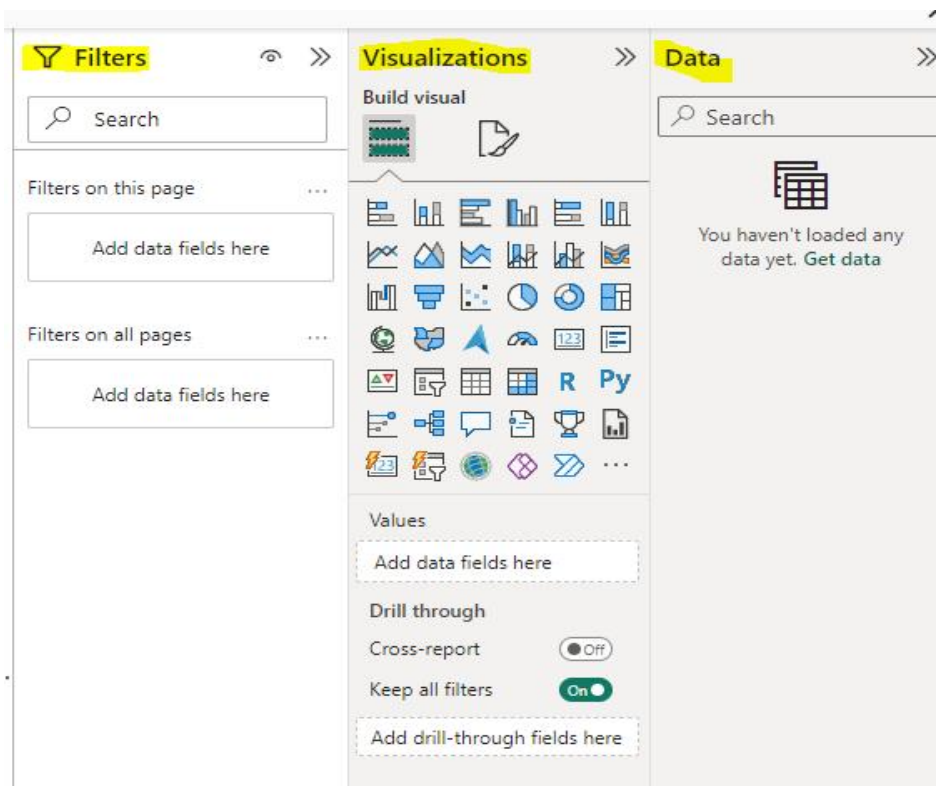 Filters
Search
Filters on this page
...
Add data fields here
Filters on all pages
...
Add data fields here
Visualizations
Build visual
123
R
Py
123
...
Values
Add data fields here
Drill through
Cross-report
Off
Keep all filters
On
Add drill-through fields here
Data
Search
You haven't loaded any
data yet. Get data